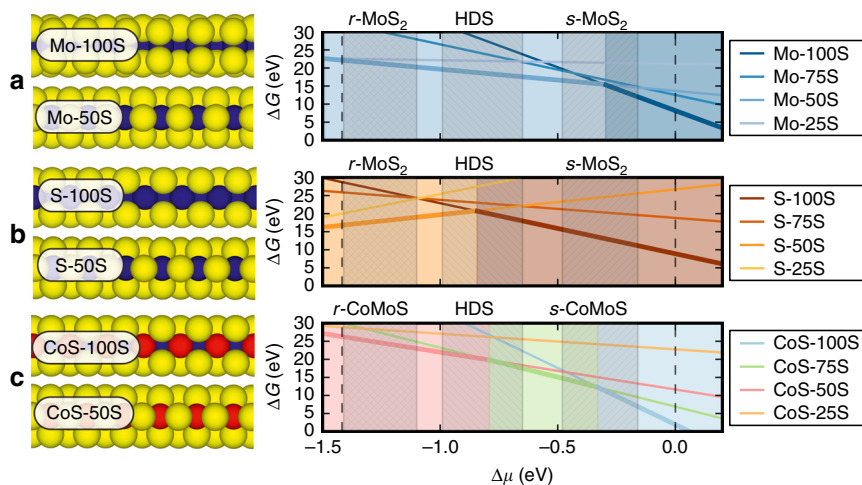 a
Mo-100S
Mo-50S
r-MoS2 HDS s-MoS2
ΔG (eV)
30
25
20
15
10
5
0
Mo-100S
Mo-75S
Mo-50S
Mo-25S
b
S-100S
S-50S
r-MoS2 HDS s-MoS2
ΔG (eV)
30
25
20
15
10
5
0
S-100S
S-75S
S-50S
S-25S
c
CoS-100S
CoS-50S
r-CoMoS HDS s-CoMoS
ΔG (eV)
30
25
20
15
10
5
0
CoS-100S
CoS-75S
CoS-50S
CoS-25S
−1.5 −1.0 −0.5 0.0
Δμ (eV)